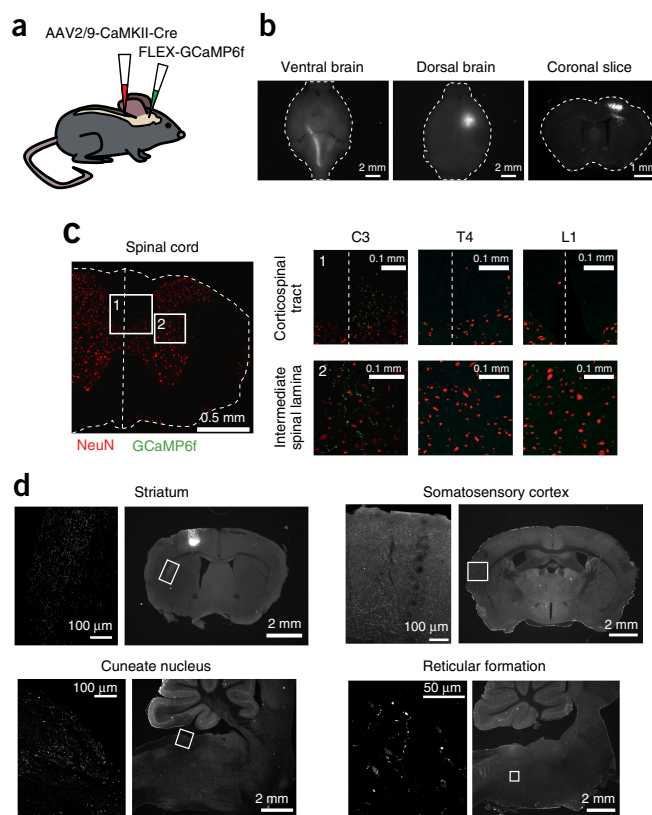 a
AAV2/9-CaMKII-Cre
FLEX-GCaMP6f
b
Ventral brain
Dorsal brain
Coronal slice
2 mm
2 mm
1 mm
c
Spinal cord
1
2
0.5 mm
NeuN
GCaMP6f
C3
T4
L1
Corticospinal
tract
1
0.1 mm
0.1 mm
0.1 mm
Intermediate
spinal lamina
2
0.1 mm
0.1 mm
0.1 mm
d
Striatum
100 μm
2 mm
Somatosensory cortex
100 μm
2 mm
Cuneate nucleus
100 μm
2 mm
Reticular formation
50 μm
2 mm